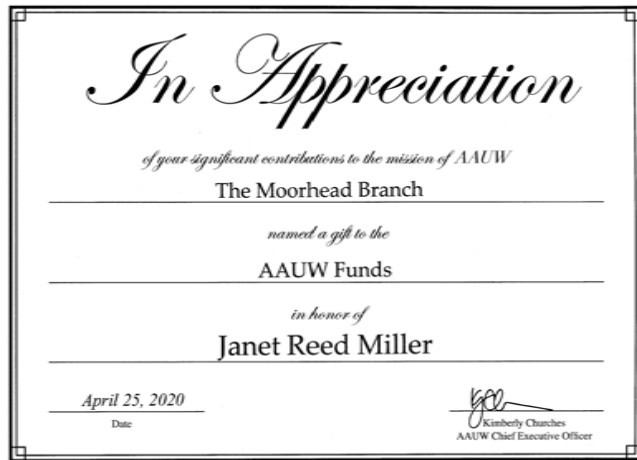 In Appreciation
of your significant contributions to the mission of AAUW
The Moorhead Branch
named a gift to the
AAUW Funds
in honor of
Janet Reed Miller
April 25, 2020
Date
Kimberly Churches
AAUW Chief Executive Officer